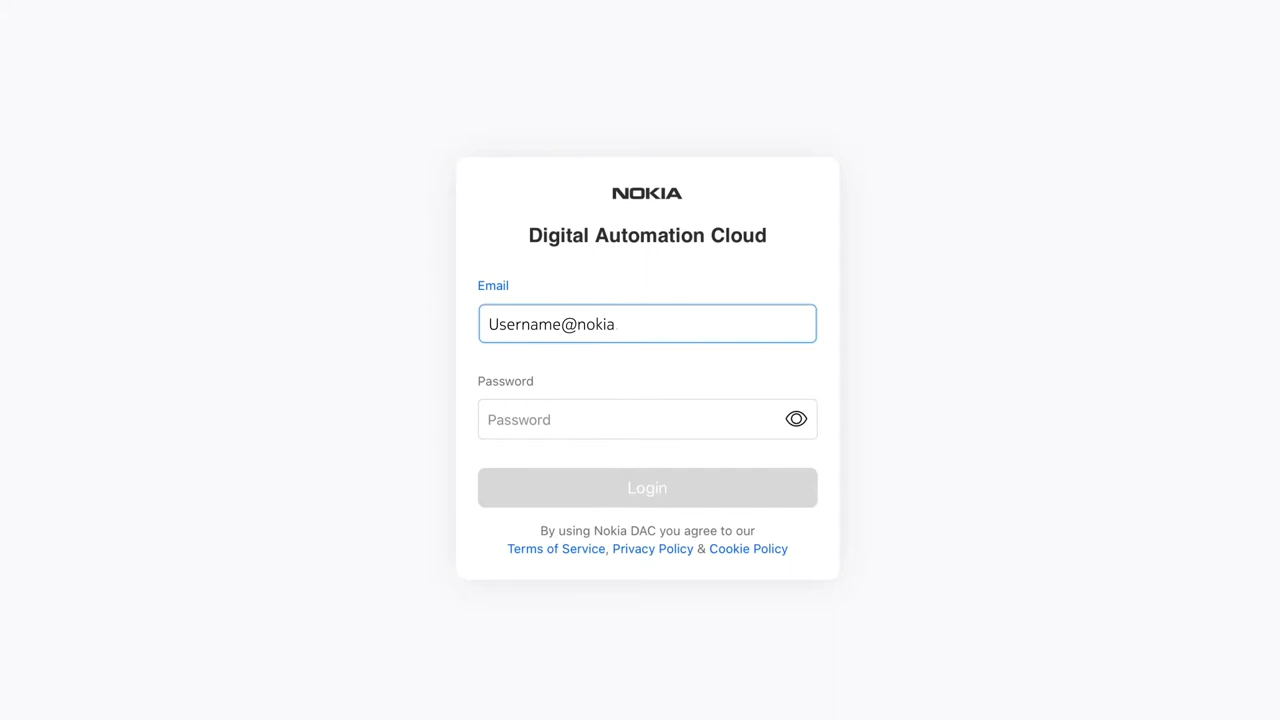 NOKIA
Digital Automation Cloud
Email
Username@nokia.
Password
Password
Login
By using Nokia DAC you agree to our
Terms of Service, Privacy Policy & Cookie Policy